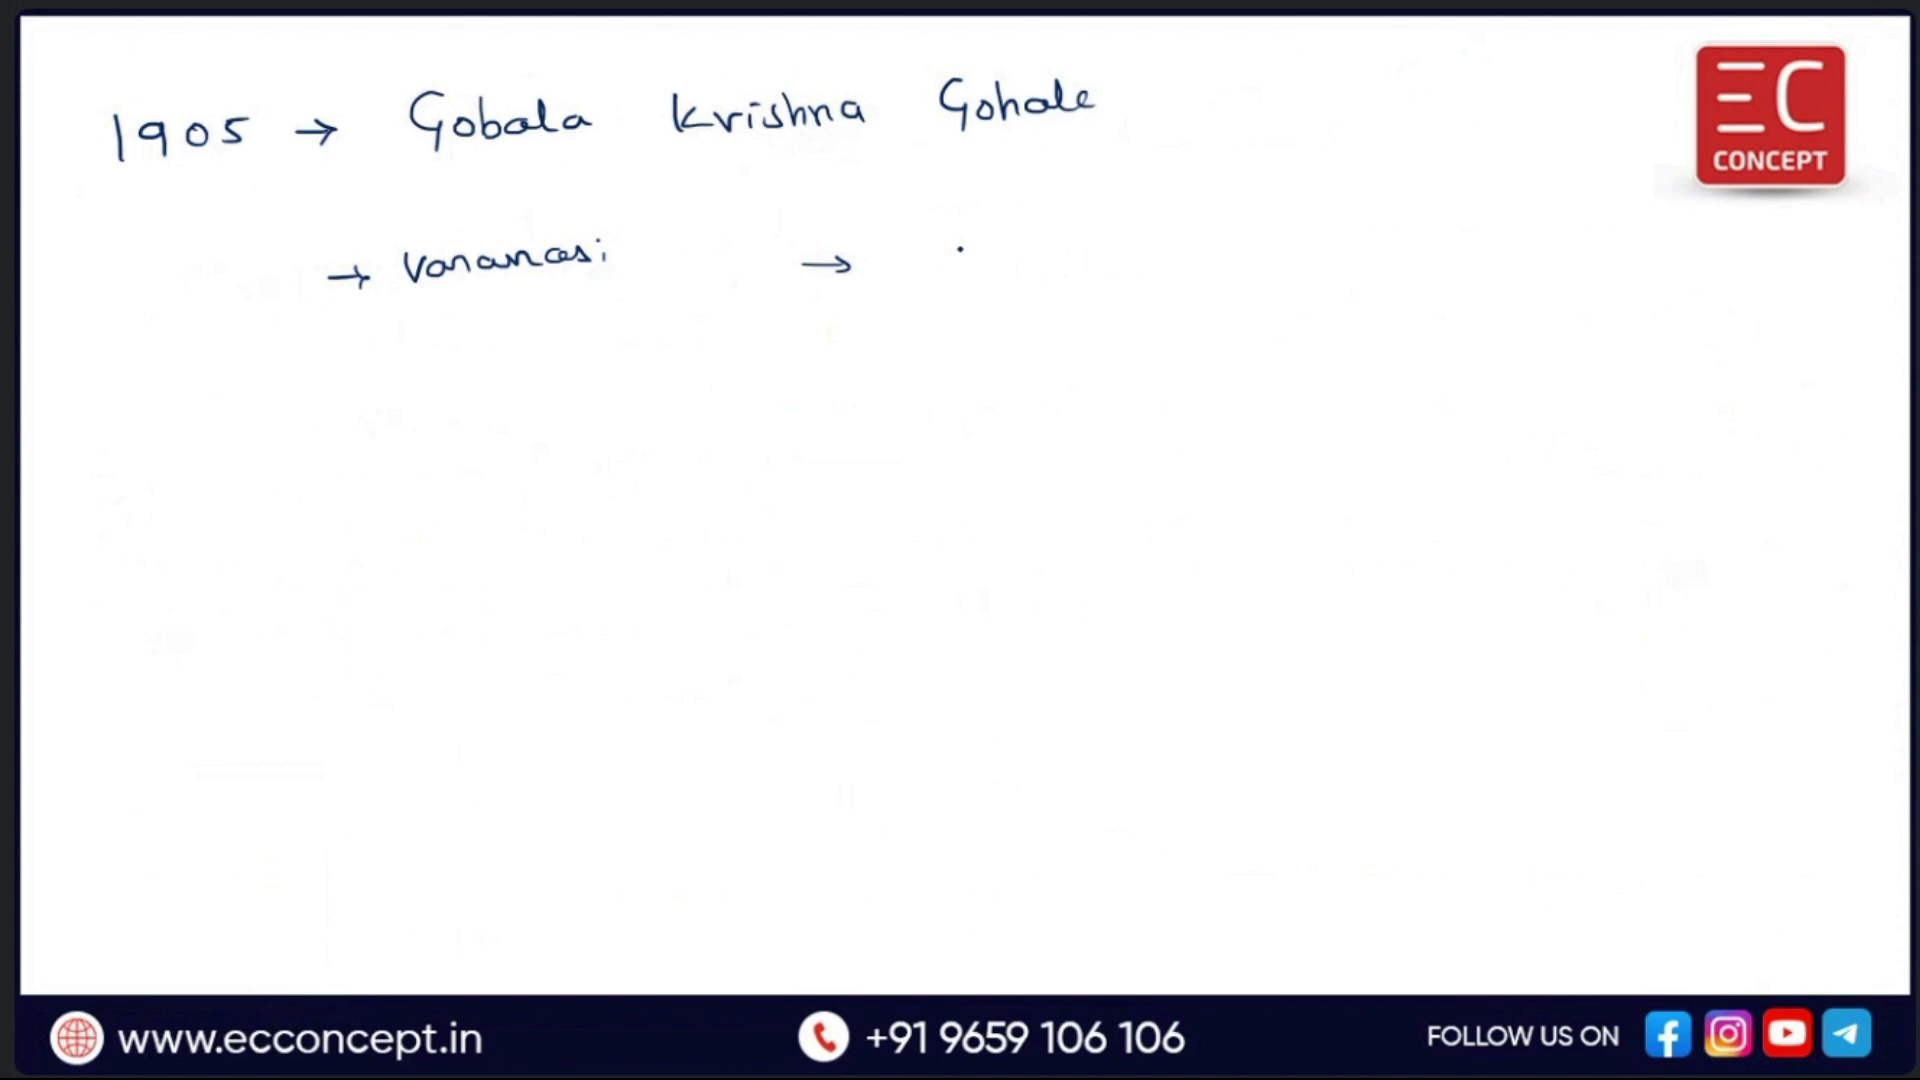 1905 → Gobala Krishna Gohale
→ Varanasi →
EC
CONCEPT
www.ecconcept.in
+91 9659 106 106
FOLLOW US ON